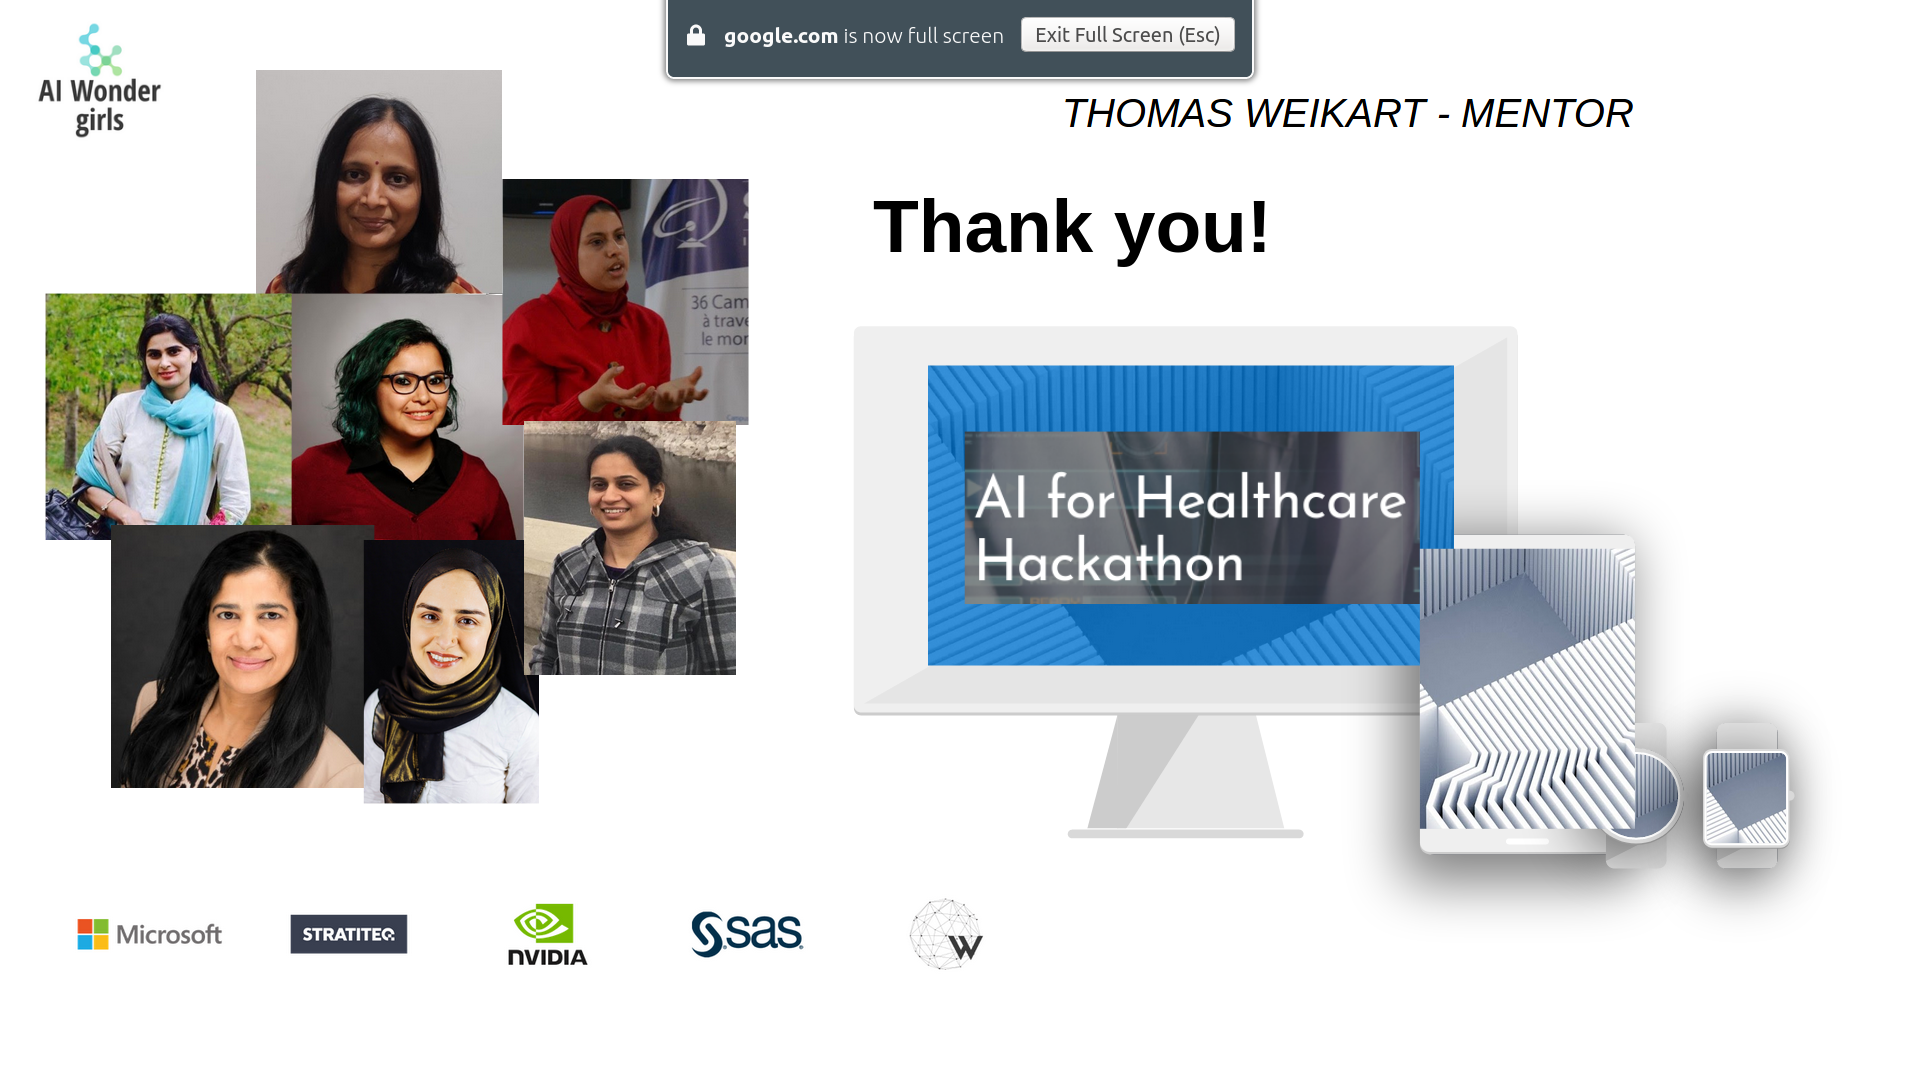 google.com is now full screen
Exit Full Screen (Esc)
AI Wonder
girls
THOMAS WEIKART - MENTOR
Thank you!
36 Cam
à trave
le mon
AI for Healthcare
Hackathon
Microsoft
STRATITEQ
NVIDIA
sas
W